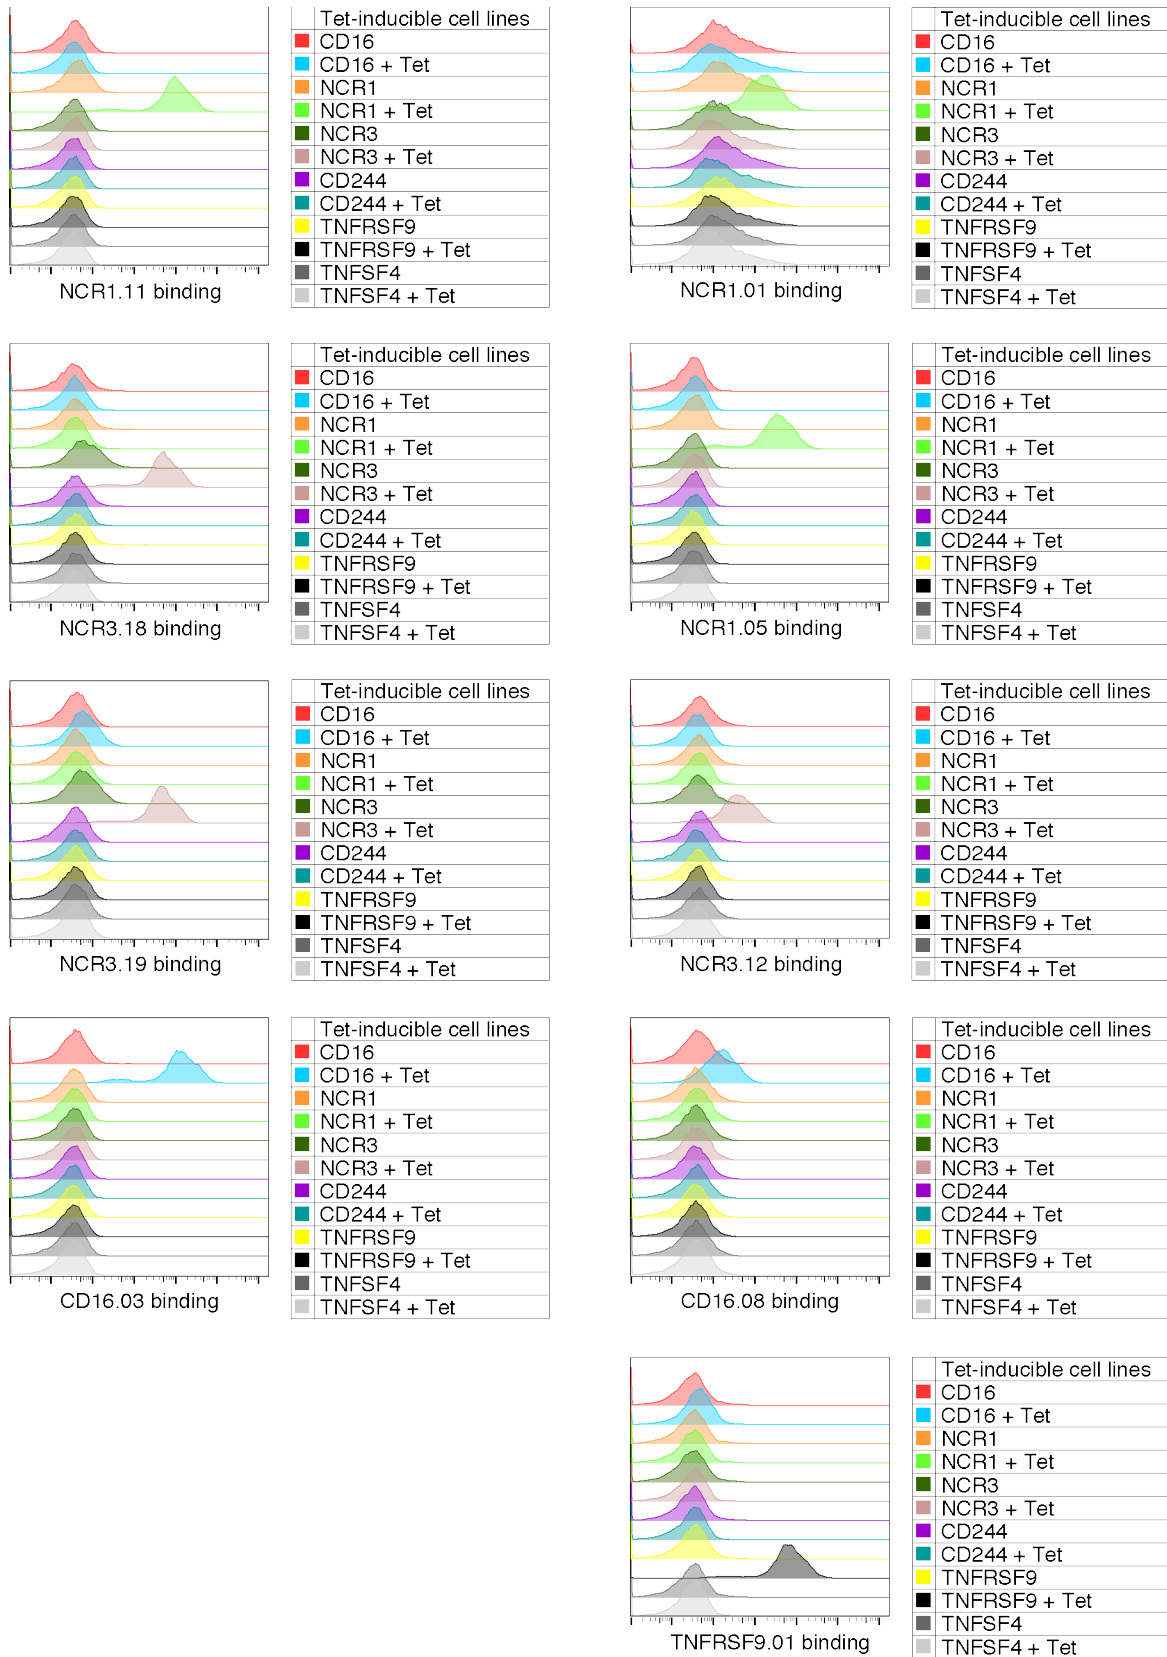 Tet-inducible cell lines
CD16
CD16 + Tet
NCR1
NCR1 + Tet
NCR3
NCR3 + Tet
CD244
CD244 + Tet
TNFRSF9
TNFRSF9 + Tet
TNFSF4
TNFSF4 + Tet
NCR1.11 binding
Tet-inducible cell lines
CD16
CD16 + Tet
NCR1
NCR1 + Tet
NCR3
NCR3 + Tet
CD244
CD244 + Tet
TNFRSF9
TNFRSF9 + Tet
TNFSF4
TNFSF4 + Tet
NCR1.01 binding
Tet-inducible cell lines
CD16
CD16 + Tet
NCR1
NCR1 + Tet
NCR3
NCR3 + Tet
CD244
CD244 + Tet
TNFRSF9
TNFRSF9 + Tet
TNFSF4
TNFSF4 + Tet
NCR3.18 binding
Tet-inducible cell lines
CD16
CD16 + Tet
NCR1
NCR1 + Tet
NCR3
NCR3 + Tet
CD244
CD244 + Tet
TNFRSF9
TNFRSF9 + Tet
TNFSF4
TNFSF4 + Tet
NCR1.05 binding
Tet-inducible cell lines
CD16
CD16 + Tet
NCR1
NCR1 + Tet
NCR3
NCR3 + Tet
CD244
CD244 + Tet
TNFRSF9
TNFRSF9 + Tet
TNFSF4
TNFSF4 + Tet
NCR3.19 binding
Tet-inducible cell lines
CD16
CD16 + Tet
NCR1
NCR1 + Tet
NCR3
NCR3 + Tet
CD244
CD244 + Tet
TNFRSF9
TNFRSF9 + Tet
TNFSF4
TNFSF4 + Tet
NCR3.12 binding
Tet-inducible cell lines
CD16
CD16 + Tet
NCR1
NCR1 + Tet
NCR3
NCR3 + Tet
CD244
CD244 + Tet
TNFRSF9
TNFRSF9 + Tet
TNFSF4
TNFSF4 + Tet
CD16.03 binding
Tet-inducible cell lines
CD16
CD16 + Tet
NCR1
NCR1 + Tet
NCR3
NCR3 + Tet
CD244
CD244 + Tet
TNFRSF9
TNFRSF9 + Tet
TNFSF4
TNFSF4 + Tet
CD16.08 binding
Tet-inducible cell lines
CD16
CD16 + Tet
NCR1
NCR1 + Tet
NCR3
NCR3 + Tet
CD244
CD244 + Tet
TNFRSF9
TNFRSF9 + Tet
TNFSF4
TNFSF4 + Tet
TNFRSF9.01 binding